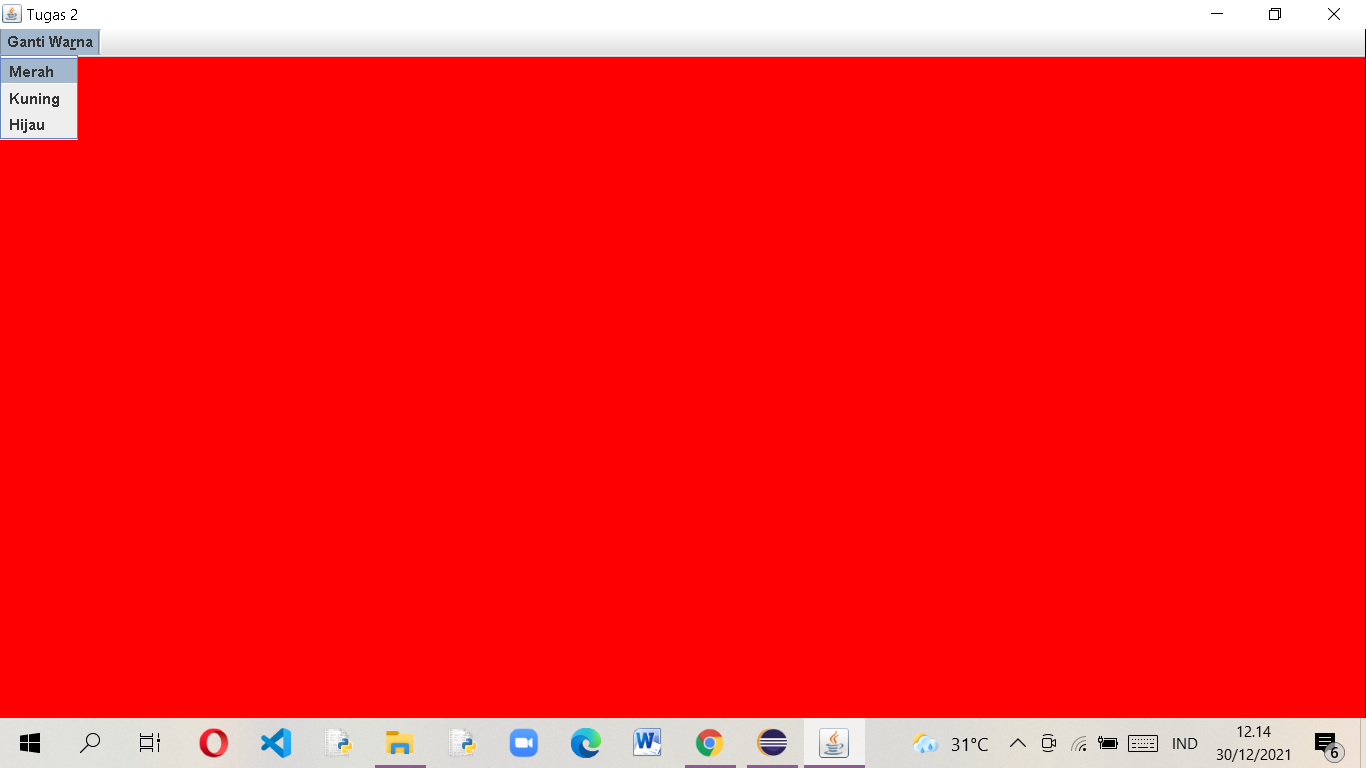 Tugas 2
Ganti Warna
Merah
Kuning
Hijau
31°C
IND
12.14
30/12/2021
6